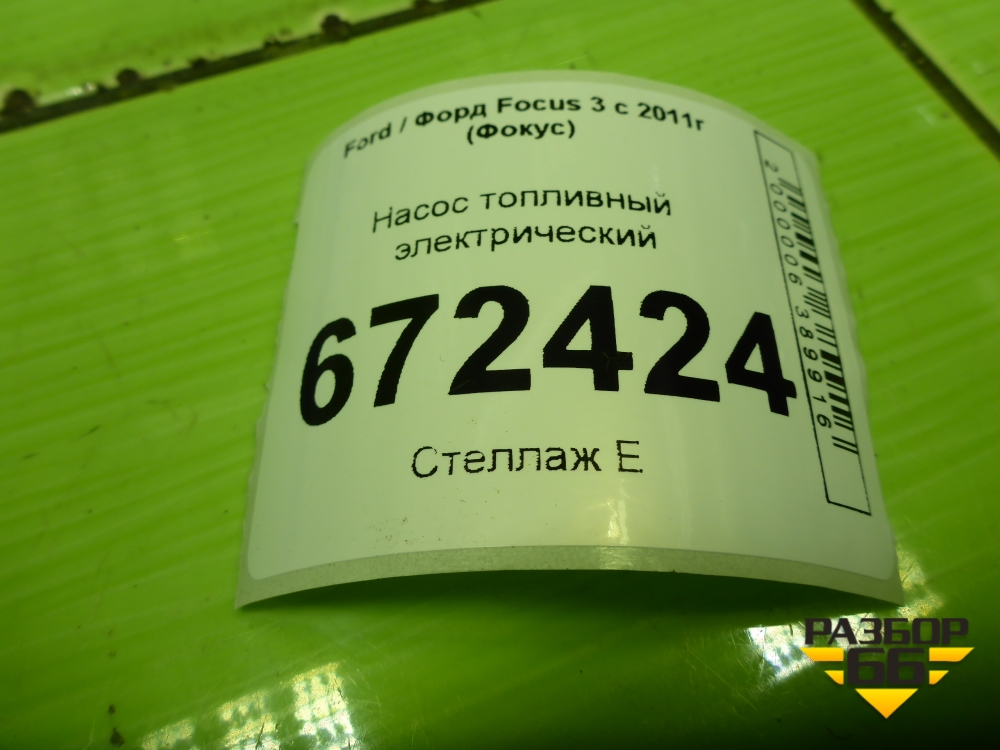 Ford / Форд Focus 3 с 2011г
(Фокус)
Насос топливный
электрический
672424
Стеллаж Е
2000006389916
РАЗБОР
66